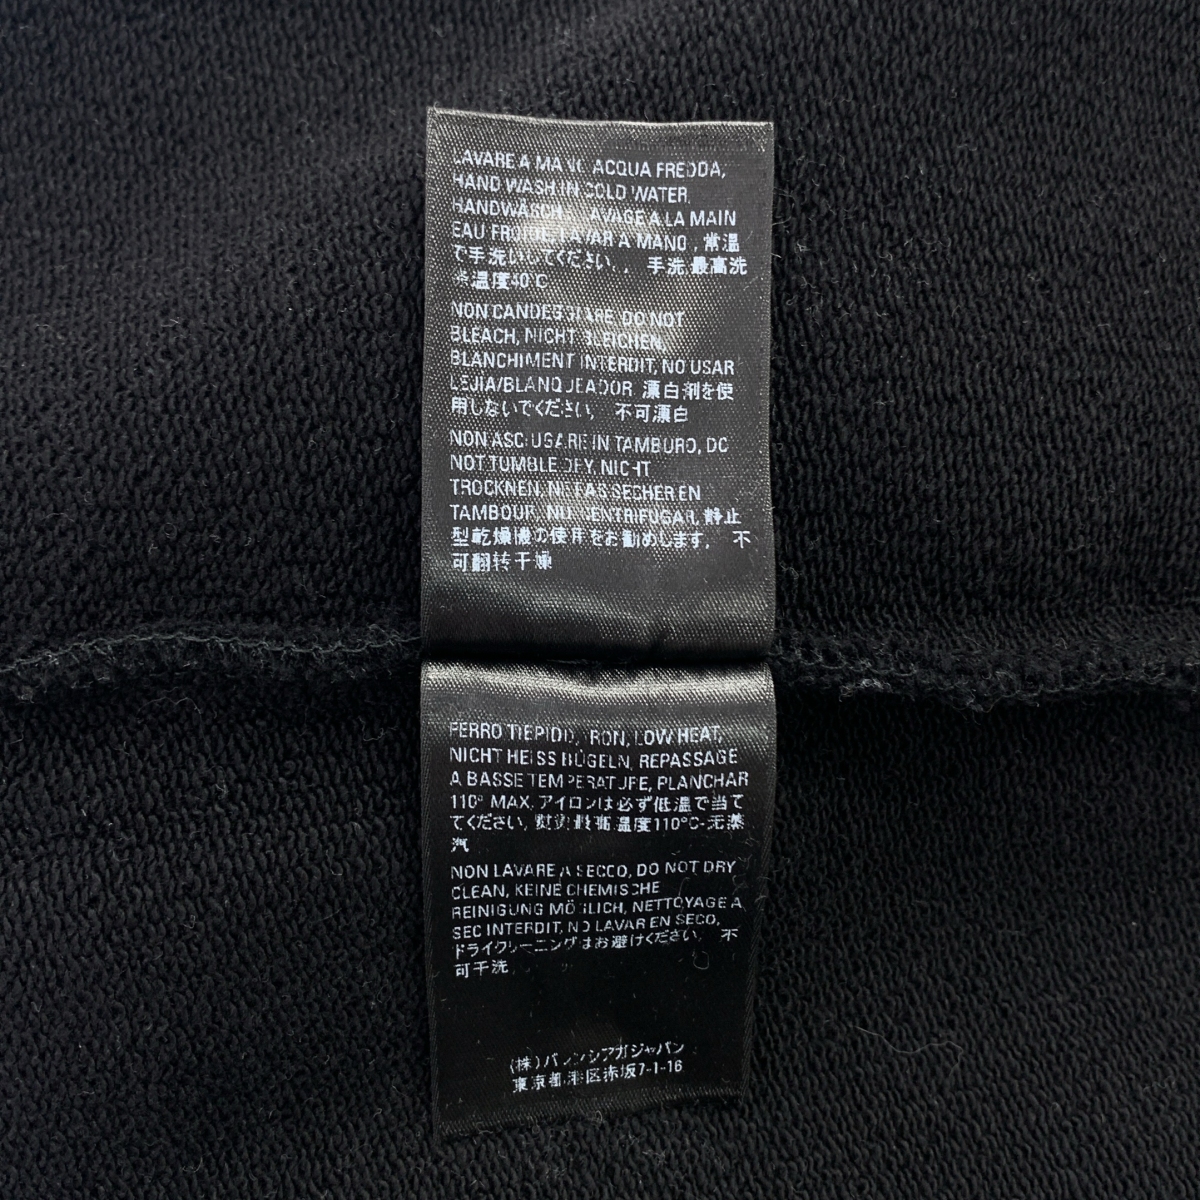 LAVARE A MANO ACQUA FREDDA,
HAND WASH IN COLD WATER,
HANDWÄSCHE, LAVAGE A LA MAIN
EAU FROIDE, LAVAR A MANO , 常温
で手洗いしてください。, 手洗 最高洗
水温度40°C
NON CANDEGGIARE, DO NOT
BLEACH, NICHT BLEICHEN,
BLANCHIMENT INTERDIT, NO USAR
LEJIA/BLANQUEADOR 漂白剤を使
用しないでください, 不可漂白
NON ASCIUGARE IN TAMBURO, DO
NOT TUMBLE DRY, NICHT
TROCKNEN, NE PAS SECHER EN
TAMBOUR, NO CENTRIFUGAR, 静止
型乾燥機の使用をお勧めします, 不
可翻转干燥
FERRO TIEPIDO, IRON, LOW HEAT,
NICHT HEISS BÜGELN, REPASSAGE
A BASSE TEMPERATURE, PLANCHAR
110° MAX, アイロンは必ず低温で当て
てください, 熨烫最高温度110°C-无蒸
汽
NON LAVARE A SECCO, DO NOT DRY
CLEAN, KEINE CHEMISCHE
REINIGUNG MÖGLICH, NETTOYAGE A
SEC INTERDIT, NO LAVAR EN SECO,
ドライクリーニングはお避けください, 不
可干洗
(株)バレンシアガジャパン
東京都港区赤坂7-1-16